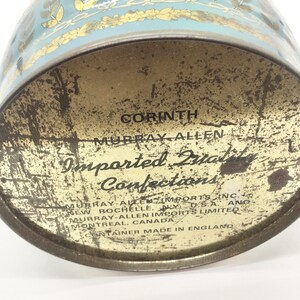 CORINTH
MURRAY-ALLEN
Imported Quality
Confections
MURRAY-ALLEN IMPORTS INC.
NEW ROCHELLE, N.Y., U.S.A. AND
MURRAY-ALLEN IMPORTS LIMITED
MONTREAL, CANADA
CONTAINER MADE IN ENGLAND